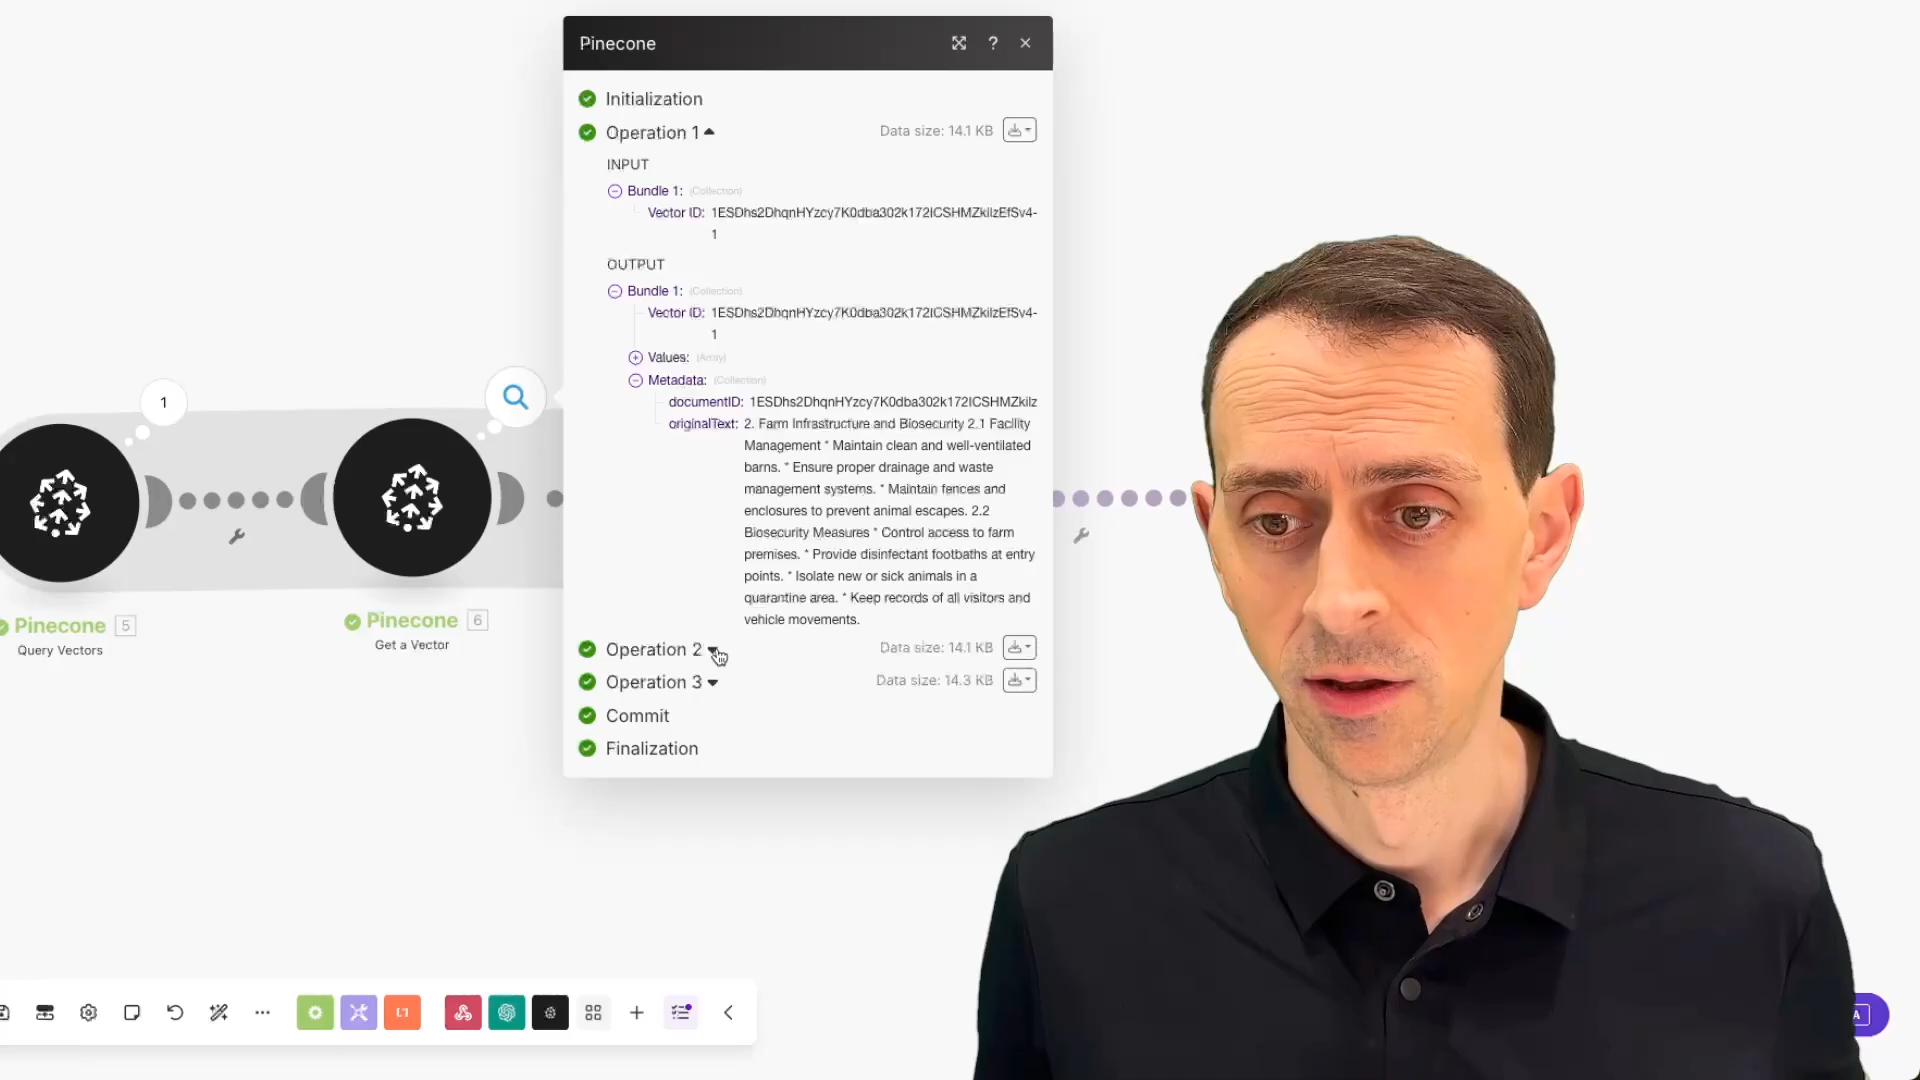 Pinecone
?
Initialization
Operation 1
Data size: 14.1 KB
INPUT
Bundle 1: (Collection)
Vector ID: 1ESDhs2DhqnHYzcy7K0dba302k172ICSHMZkilzEfSv4-
1
OUTPUT
Bundle 1: (Collection)
Vector ID: 1ESDhs2DhqnHYzcy7K0dba302k172ICSHMZkilzEfSv4-
1
Values: (Array)
Metadata: (Collection)
documentID: 1ESDhs2DhqnHYzcy7K0dba302k172ICSHMZkilz
originalText: 2. Farm Infrastructure and Biosecurity 2.1 Facility
Management * Maintain clean and well-ventilated
barns. * Ensure proper drainage and waste
management systems. * Maintain fences and
enclosures to prevent animal escapes. 2.2
Biosecurity Measures * Control access to farm
premises. * Provide disinfectant footbaths at entry
points. * Isolate new or sick animals in a
quarantine area. * Keep records of all visitors and
vehicle movements.
Operation 2
Data size: 14.1 KB
Operation 3
Data size: 14.3 KB
Commit
Finalization
1
Pinecone 5
Query Vectors
Pinecone 6
Get a Vector
A